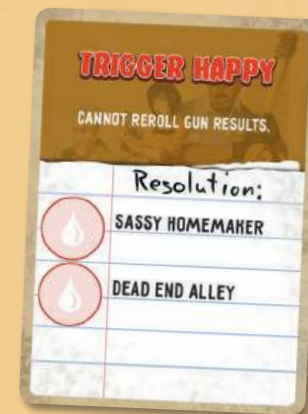 TRIGGER HAPPY
CANNOT REROLL GUN RESULTS.
Resolution:
SASSY HOMEMAKER
DEAD END ALLEY